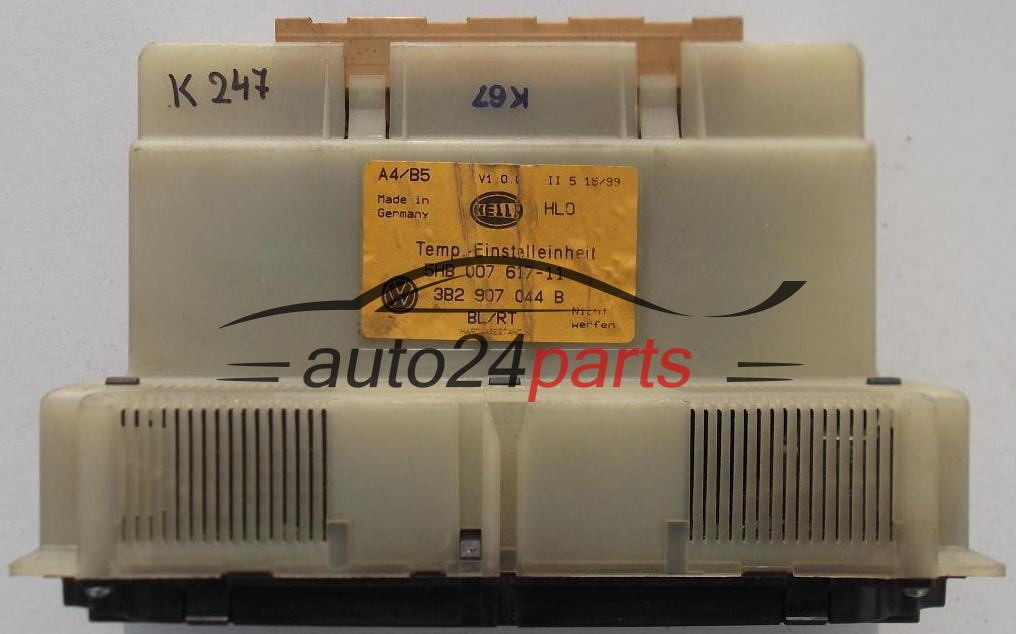 K 247
K67
A4/B5 V1.0. II 5 16/99
Made in
Germany
HELLA HLO
Temp.-Einstelleinheit
5HB 007 617-11
3B2 907 044 B
BL/RT
Nicht
werfen
auto24parts